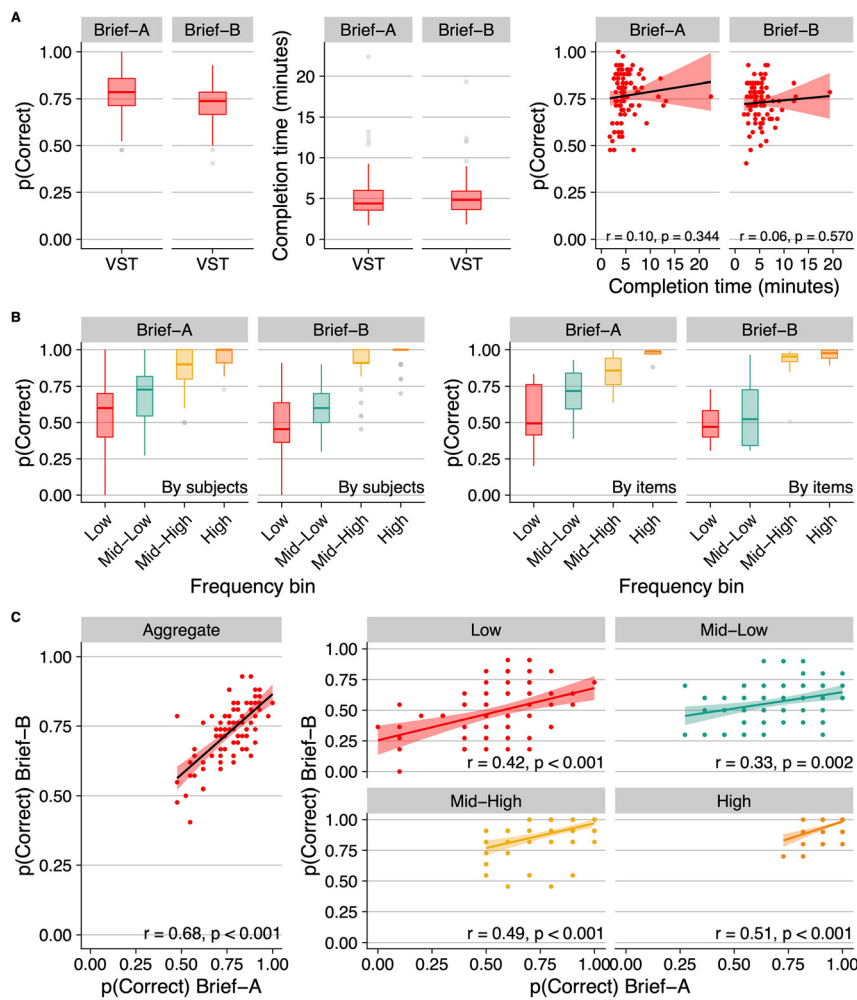 A
Brief−A
Brief−B
p(Correct)
1.00
0.75
0.50
0.25
0.00
VST
VST
Brief−A
Brief−B
Completion time (minutes)
20
15
10
5
0
VST
VST
Brief−A
Brief−B
p(Correct)
1.00
0.75
0.50
0.25
0.00
r = 0.10, p = 0.344
r = 0.06, p = 0.570
0 5 10 15 20
0 5 10 15 20
Completion time (minutes)
B
Brief−A
Brief−B
p(Correct)
1.00
0.75
0.50
0.25
0.00
By subjects
By subjects
Low Mid−Low Mid−High High
Low Mid−Low Mid−High High
Frequency bin
Brief−A
Brief−B
p(Correct)
1.00
0.75
0.50
0.25
0.00
By items
By items
Low Mid−Low Mid−High High
Low Mid−Low Mid−High High
Frequency bin
C
Aggregate
p(Correct) Brief−B
1.00
0.75
0.50
0.25
0.00
r = 0.68, p < 0.001
0.00 0.25 0.50 0.75 1.00
p(Correct) Brief−A
Low
Mid−Low
p(Correct) Brief−B
1.00
0.75
0.50
0.25
0.00
r = 0.42, p < 0.001
r = 0.33, p = 0.002
Mid−High
High
1.00
0.75
0.50
0.25
0.00
r = 0.49, p < 0.001
r = 0.51, p < 0.001
0.00 0.25 0.50 0.75 1.00
0.00 0.25 0.50 0.75 1.00
p(Correct) Brief−A